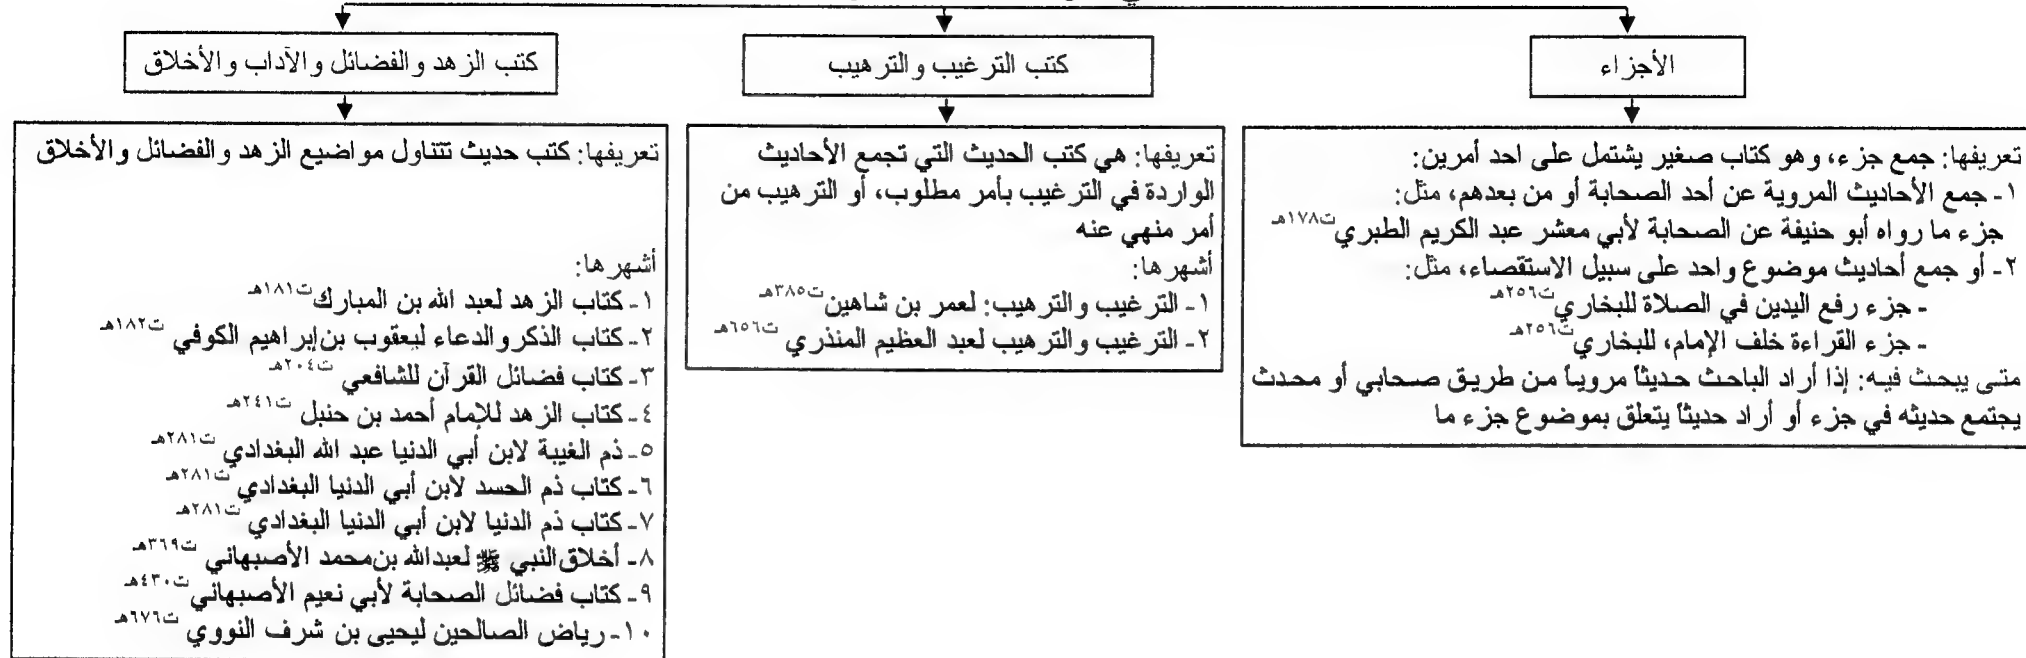 الأجزاء
تعريفها: جمع جزء، وهو كتاب صغير يشتمل على احد أمرين:
١- جمع الأحاديث المروية عن أحد الصحابة أو من بعدهم، مثل:
جزء ما رواه أبو حنيفة عن الصحابة لأبي معشر عبد الكريم الطبري ت١٧٨هـ
٢- أو جمع أحاديث موضوع واحد على سبيل الاستقصاء، مثل:
- جزء رفع اليدين في الصلاة للبخاري ت٢٥٦هـ
- جزء القراءة خلف الإمام، للبخاري ت٢٥٦هـ
متى يبحث فيه: إذا أراد الباحث حديثاً مروياً من طريق صحابي أو محدث
يجتمع حديثه في جزء أو أراد حديثاً يتعلق بموضوع جزء ما
كتب الترغيب والترهيب
تعريفها: هي كتب الحديث التي تجمع الأحاديث
الواردة في الترغيب بأمر مطلوب، أو الترهيب من
أمر منهي عنه
أشهرها:
١- الترغيب والترهيب: لعمر بن شاهين ت٣٨٥هـ
٢- الترغيب والترهيب لعبد العظيم المنذري ت٦٥٦هـ
كتب الزهد والفضائل والآداب والأخلاق
تعريفها: كتب حديث تتناول مواضيع الزهد والفضائل والأخلاق
أشهرها:
١- كتاب الزهد لعبد الله بن المبارك ت١٨١هـ
٢- كتاب الذكر والدعاء ليعقوب بن إبراهيم الكوفي ت١٨٢هـ
٣- كتاب فضائل القرآن للشافعي ت٢٠٤هـ
٤- كتاب الزهد للإمام أحمد بن حنبل ت٢٤١هـ
٥- ذم الغيبة لابن أبي الدنيا عبد الله البغدادي ت٢٨١هـ
٦- كتاب ذم الحسد لابن أبي الدنيا البغدادي ت٢٨١هـ
٧- كتاب ذم الدنيا لابن أبي الدنيا البغدادي ت٢٨١هـ
٨- أخلاق النبي ﷺ لعبدالله بن محمد الأصبهاني ت٣٦٩هـ
٩- كتاب فضائل الصحابة لأبي نعيم الأصبهاني ت٤٣٠هـ
١٠- رياض الصالحين ليحيى بن شرف النووي ت٦٧٦هـ